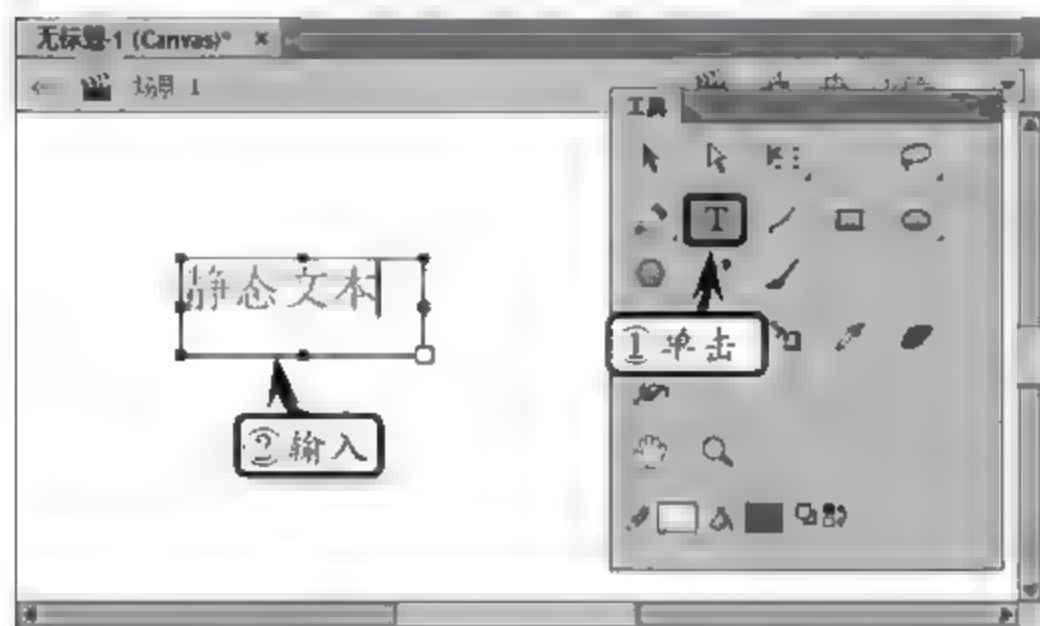 无标题-1 (Canvas)* ×
场景 1
工具
T
静态文本
①单击
②输入